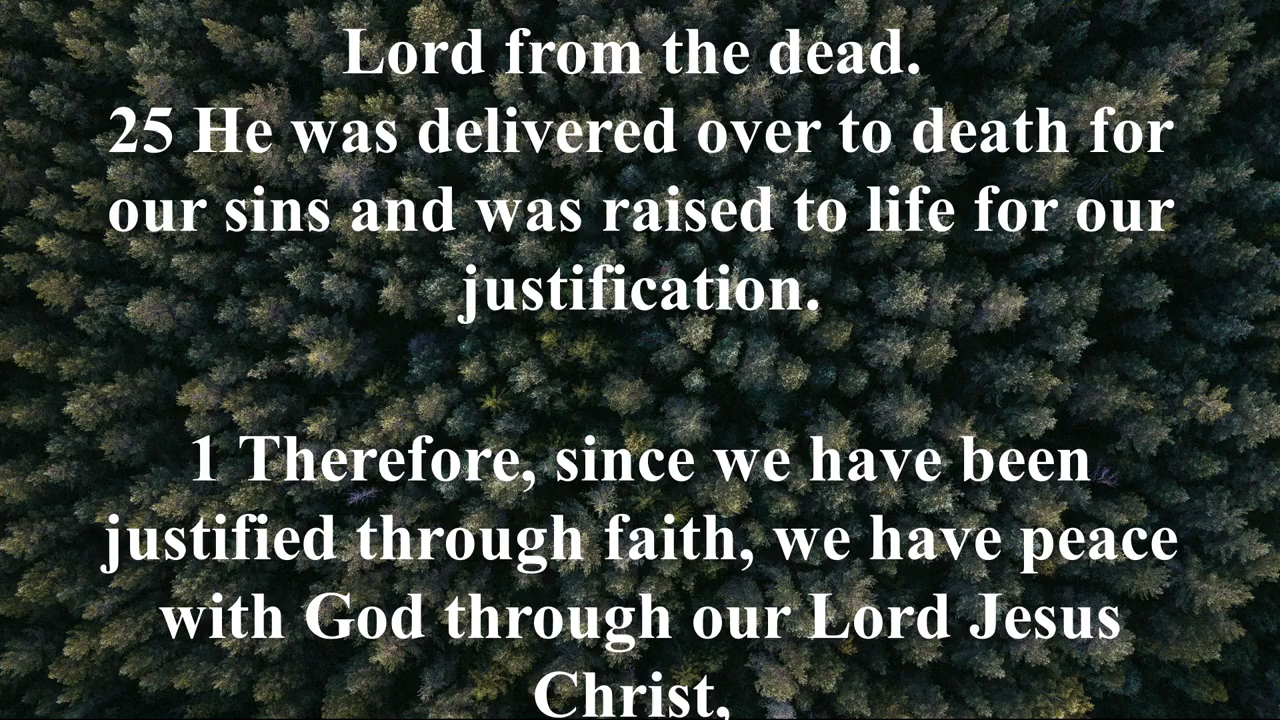 Lord from the dead.
25 He was delivered over to death for
our sins and was raised to life for our
justification.
1 Therefore, since we have been
justified through faith, we have peace
with God through our Lord Jesus
Christ,